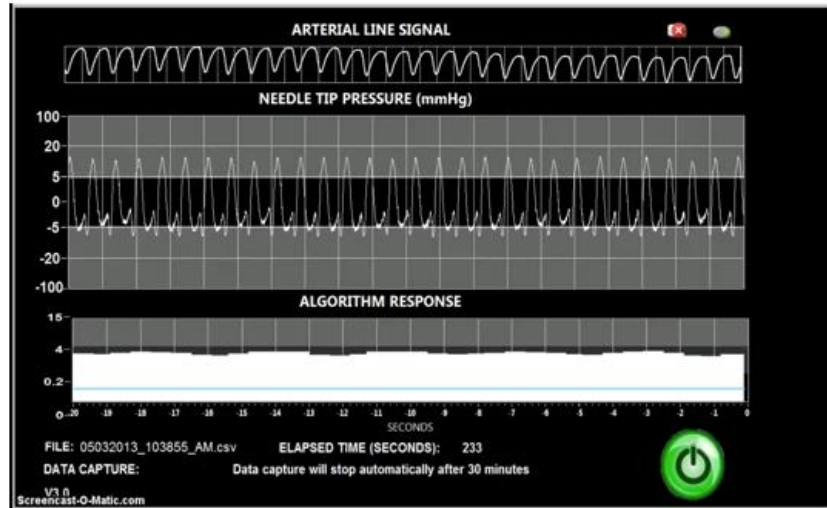 ARTERIAL LINE SIGNAL
NEEDLE TIP PRESSURE (mmHg)
100
20
5
0
-5
-20
-100
ALGORITHM RESPONSE
15
4
0.2
0
-20 -19 -18 -17 -16 -15 -14 -13 -12 -11 -10 -9 -8 -7 -6 -5 -4 -3 -2 -1 0
SECONDS
FILE: 05032013_103855_AM.csv ELAPSED TIME (SECONDS): 233
DATA CAPTURE: Data capture will stop automatically after 30 minutes
V3.0
Screencast-O-Matic.com